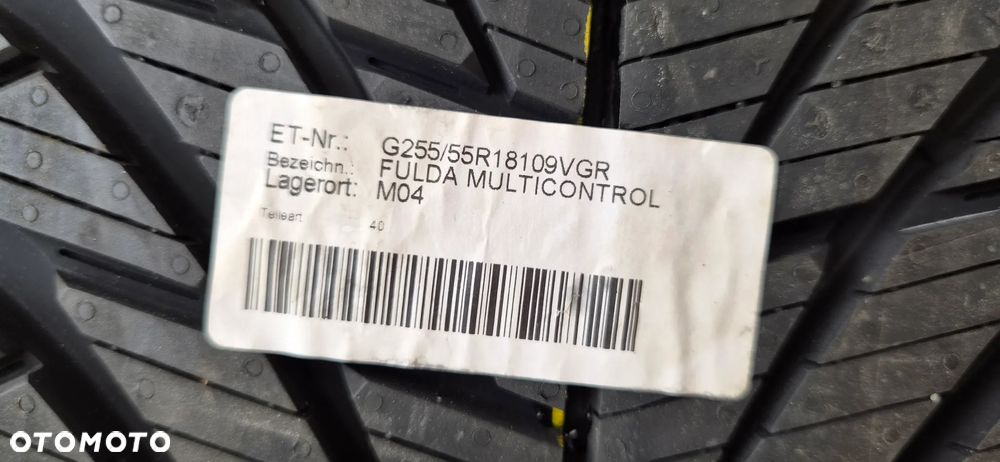 ET-Nr.: G255/55R18109VGR
Bezeichn.: FULDA MULTICONTROL
Lagerort: M04
Teileart 40
OTOMOTO